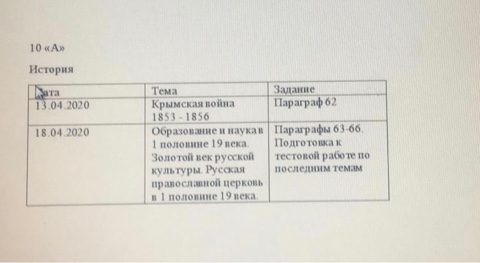 10 «А»
История
Дата Тема Задание
13.04.2020 Крымская война Параграф 62
1853 - 1856
18.04.2020 Образование и наука в Параграфы 63-66.
1 половине 19 века. Подготовка к
Золотой век русской тестовой работе по
культуры. Русская последним темам
православной церковь
в 1 половине 19 века.